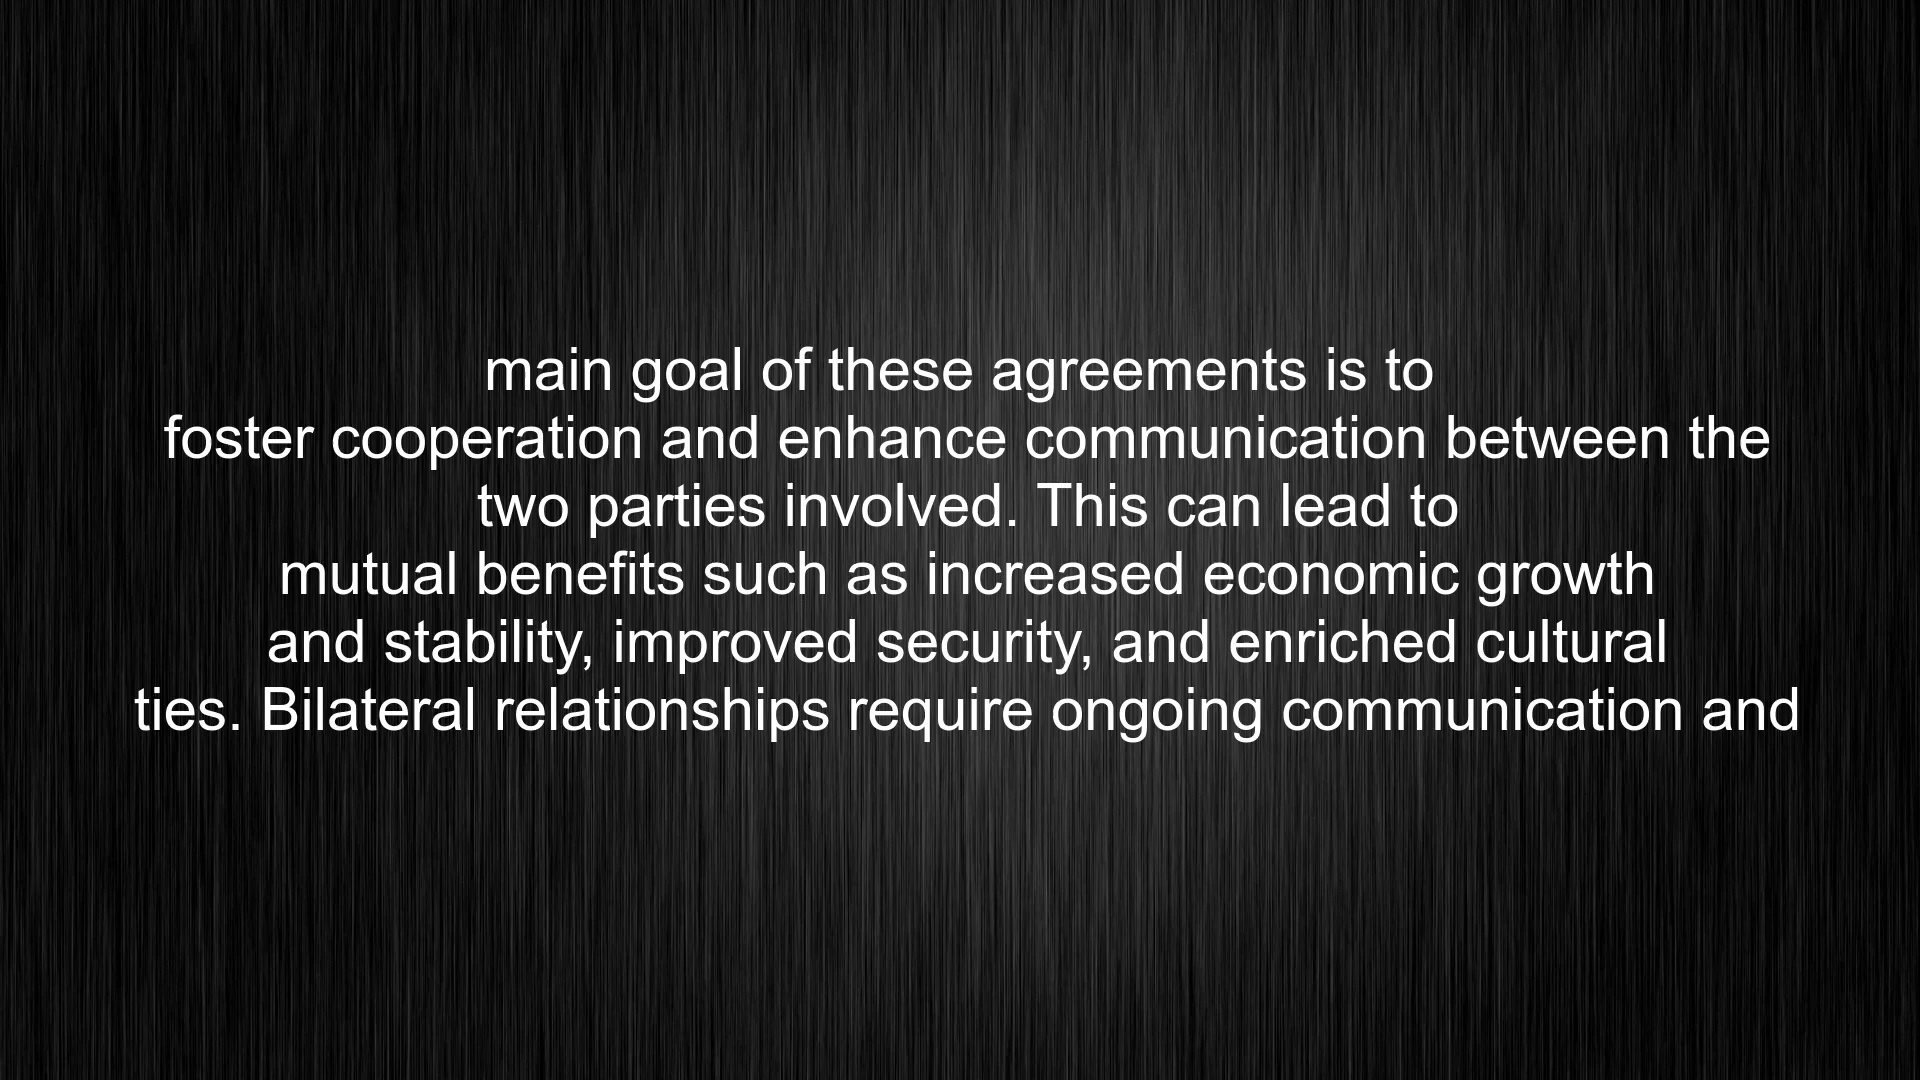 main goal of these agreements is to
foster cooperation and enhance communication between the
two parties involved. This can lead to
mutual benefits such as increased economic growth
and stability, improved security, and enriched cultural
ties. Bilateral relationships require ongoing communication and